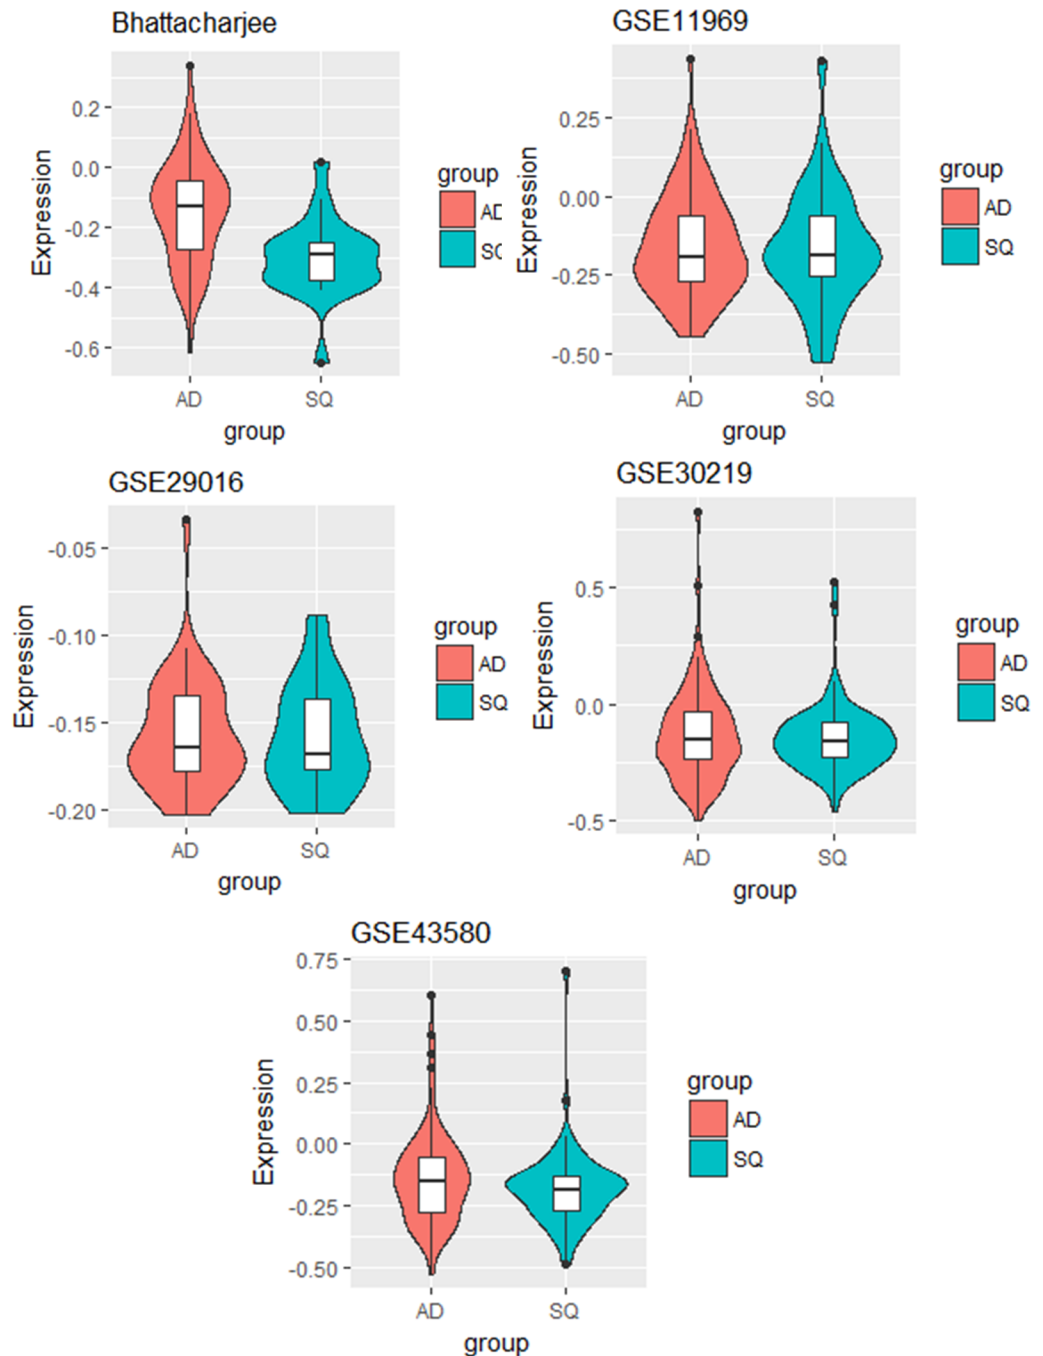 Bhattacharjee
Expression
0.2
0.0
-0.2
-0.4
-0.6
AD
SQ
group
group
AD
SC
GSE11969
Expression
0.25
0.00
-0.25
-0.50
AD
SQ
group
group
AD
SQ
GSE29016
Expression
-0.05
-0.10
-0.15
-0.20
AD
SQ
group
group
AD
SQ
GSE30219
Expression
0.5
0.0
-0.5
AD
SQ
group
group
AD
SQ
GSE43580
Expression
0.75
0.50
0.25
0.00
-0.25
-0.50
AD
SQ
group
group
AD
SQ